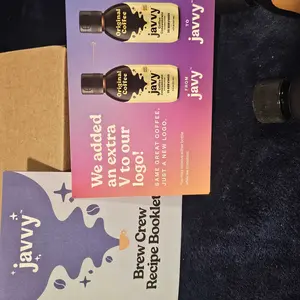 Original
Coffee
javvy
Original
Coffee
javy
TO
javvy
FROM
javy
We added
an extra
V to our
logo!
SAME GREAT COFFEE,
JUST A NEW LOGO.
javvy
Brew Crew
Recipe Booklet